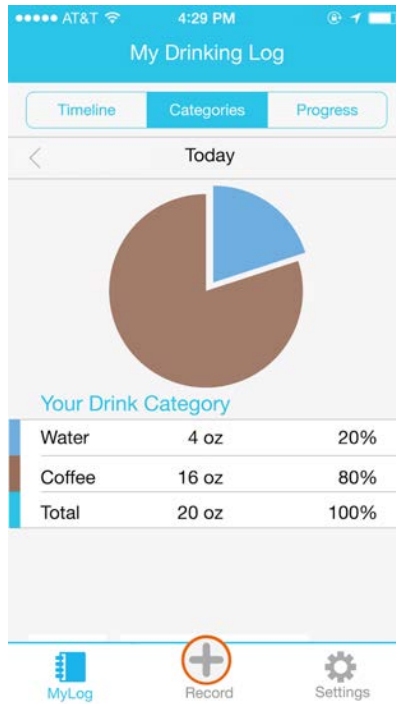 AT&T 4:29 PM
My Drinking Log
Timeline Categories Progress
Today
Your Drink Category
Water 4 oz 20%
Coffee 16 oz 80%
Total 20 oz 100%
MyLog Record Settings